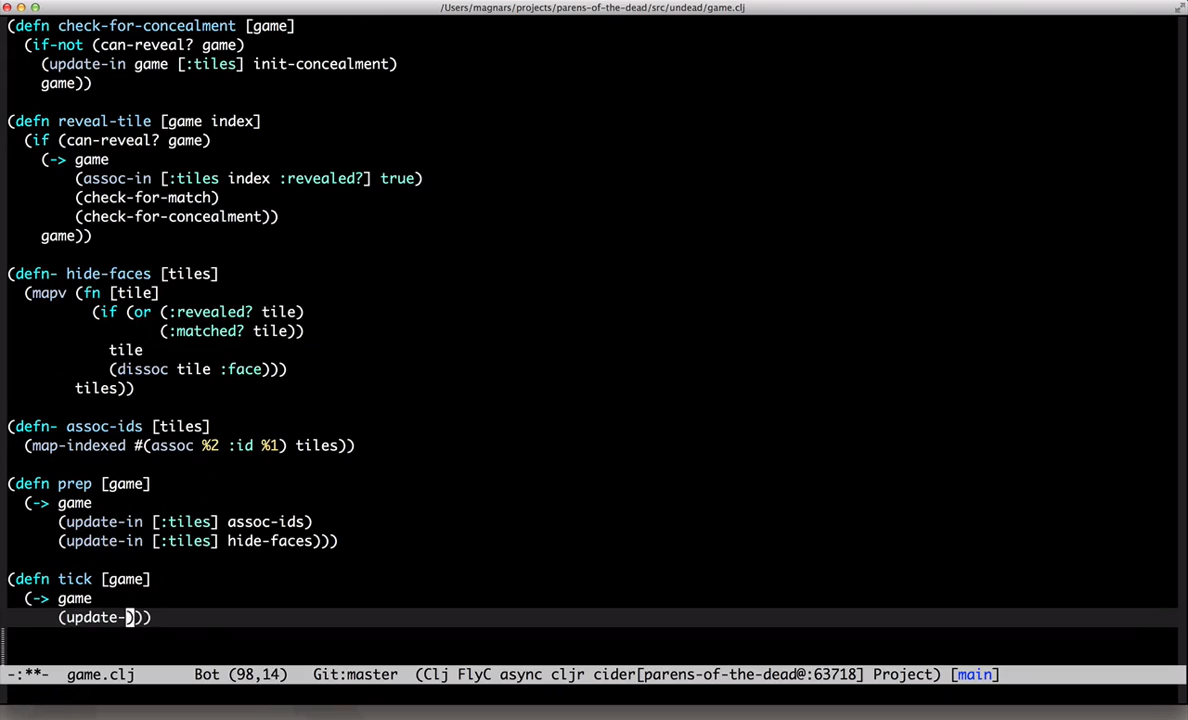 /Users/magnars/projects/parens-of-the-dead/src/undead/game.clj
(defn check-for-concealment [game]
  (if-not (can-reveal? game)
    (update-in game [:tiles] init-concealment)
    game))
(defn reveal-tile [game index]
  (if (can-reveal? game)
    (-> game
        (assoc-in [:tiles index :revealed?] true)
        (check-for-match)
        (check-for-concealment))
    game))
(defn- hide-faces [tiles]
  (mapv (fn [tile]
          (if (or (:revealed? tile)
                  (:matched? tile))
            tile
            (dissoc tile :face)))
        tiles))
(defn- assoc-ids [tiles]
  (map-indexed #(assoc %2 :id %1) tiles))
(defn prep [game]
  (-> game
      (update-in [:tiles] assoc-ids)
      (update-in [:tiles] hide-faces)))
(defn tick [game]
  (-> game
      (update-)))
-:**-  game.clj       Bot (98,14)   Git:master  (Clj FlyC async cljr cider[parens-of-the-dead@:63718] Project) [main]